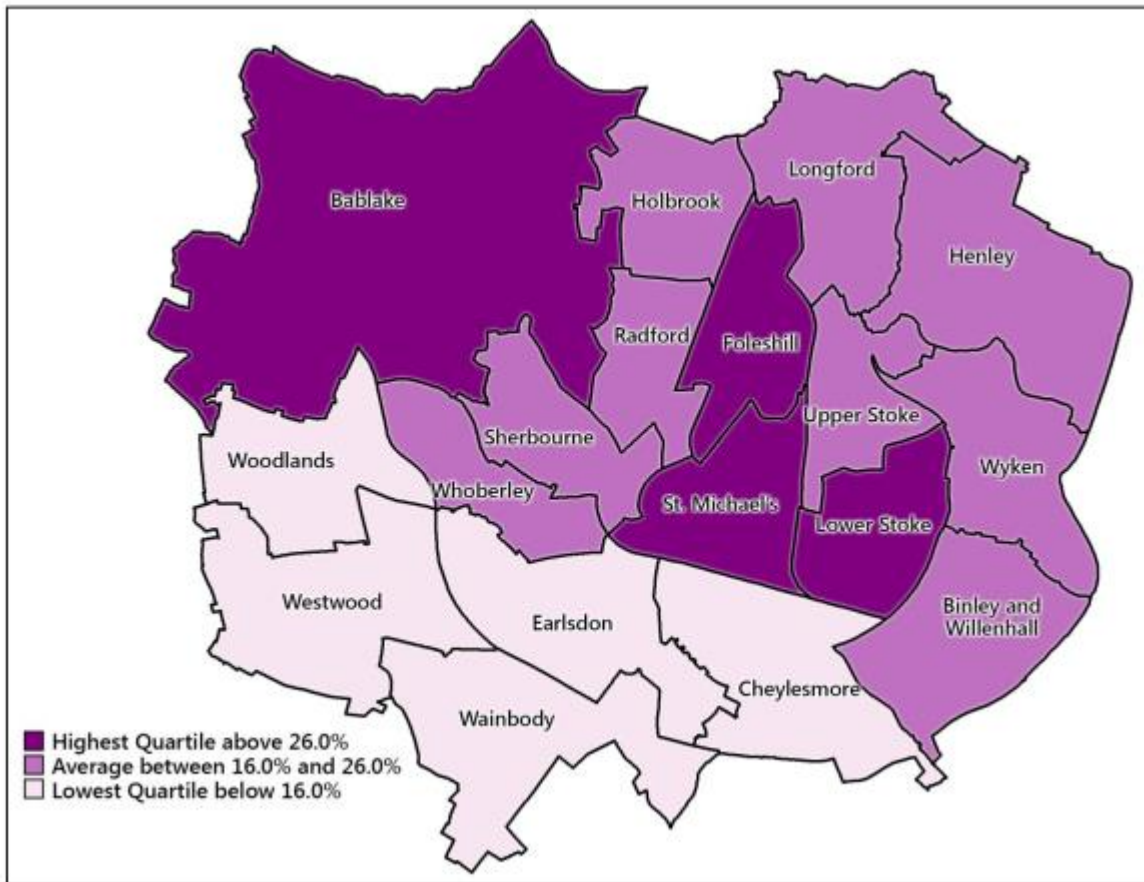 Longford
Bablake
Holbrook
Henley
Radford
Foleshill
Upper Stoke
Sherbourne
Woodlands
Wyken
Whoberley
St. Michael's
Lower Stoke
Westwood
Binley and
Willenhall
Earlsdon
Cheylesmore
Wainbody
Highest Quartile above 26.0%
Average between 16.0% and 26.0%
Lowest Quartile below 16.0%